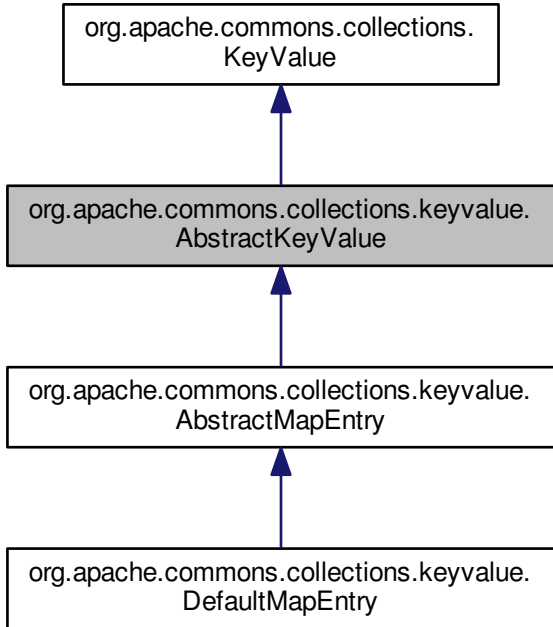 org.apache.commons.collections.
KeyValue
org.apache.commons.collections.keyvalue.
AbstractKeyValue
org.apache.commons.collections.keyvalue.
AbstractMapEntry
org.apache.commons.collections.keyvalue.
DefaultMapEntry